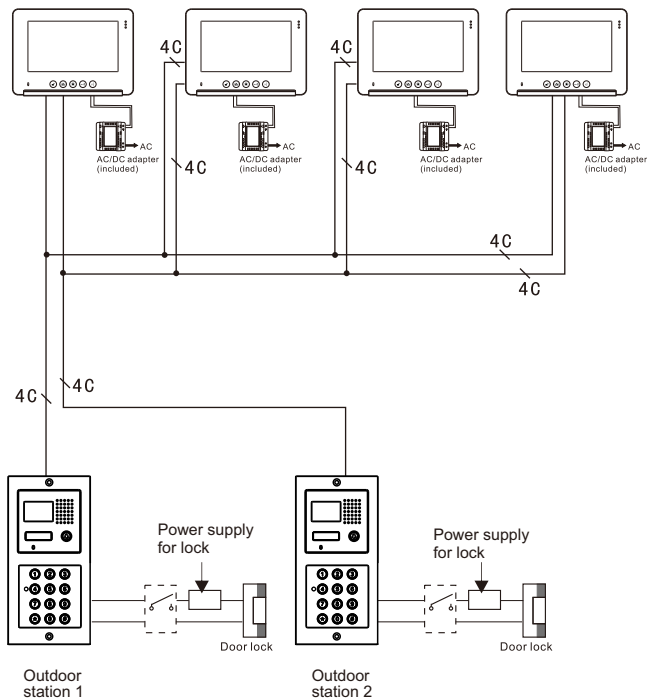 4C
4C
AC
AC/DC adapter
(included)
AC
AC/DC adapter
(included)
AC
AC/DC adapter
(included)
AC
AC/DC adapter
(included)
4C
4C
4C
4C
4C
4C
Power supply
for lock
Power supply
for lock
Door lock
Door lock
Outdoor
station 1
Outdoor
station 2